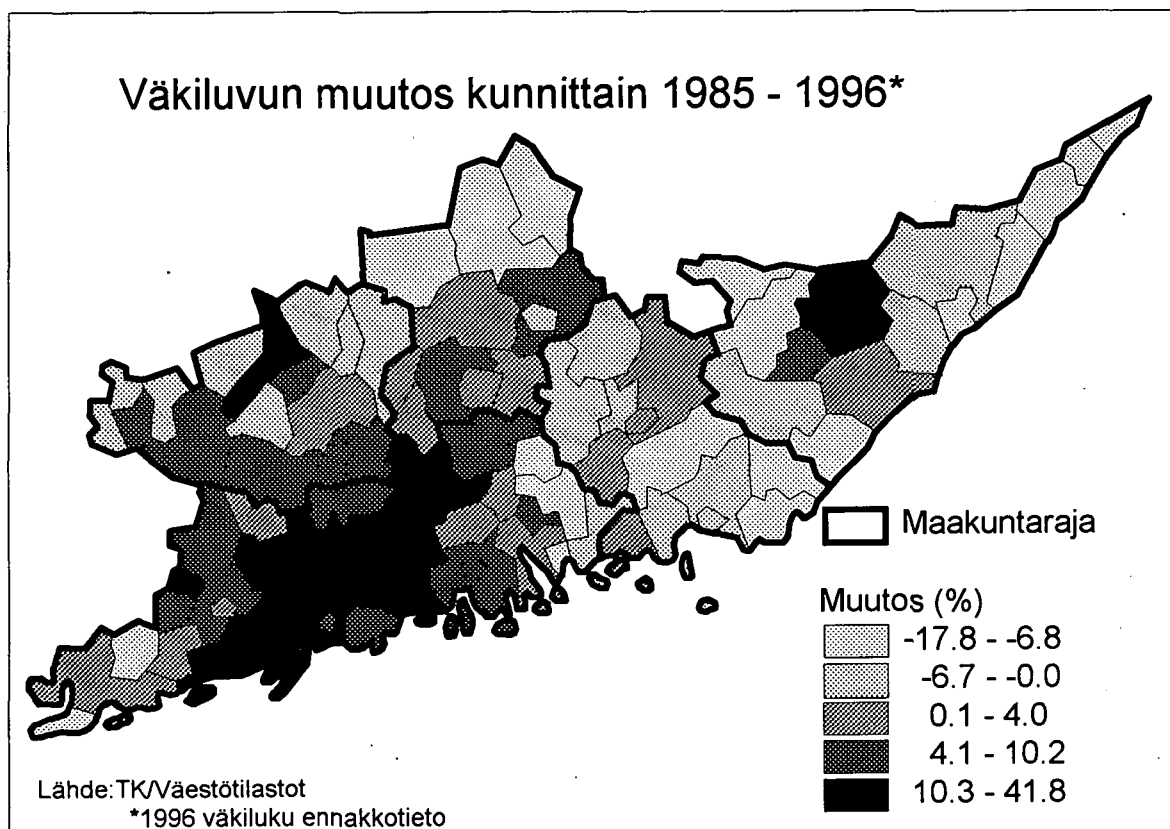 Väkiluvun muutos kunnittain 1985 - 1996*
Maakuntaraja
Muutos (%)
-17.8 - -6.8
-6.7 - -0.0
0.1 - 4.0
4.1 - 10.2
10.3 - 41.8
Lähde:TK/Väestötilastot
*1996 väkiluku ennakkotieto